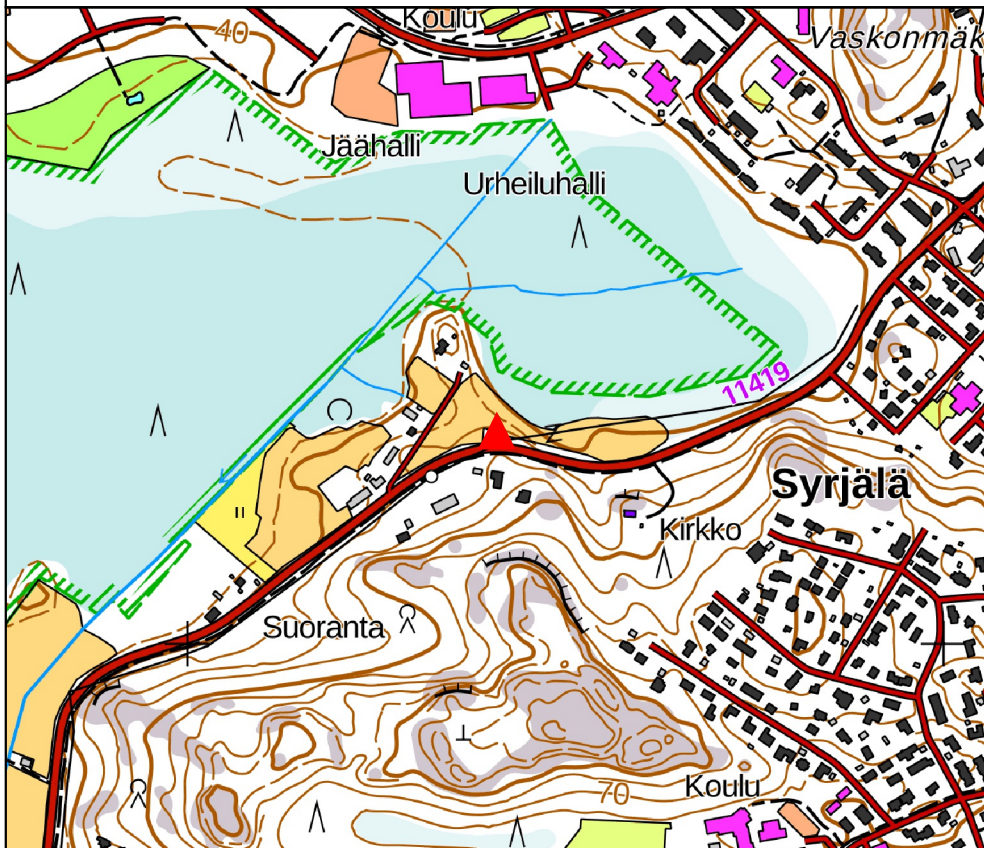 Koulu
40
Vaskonmäk
Jäähalli
Urheiluhalli
11419
Syrjälä
Kirkko
Suoranta
Koulu
70